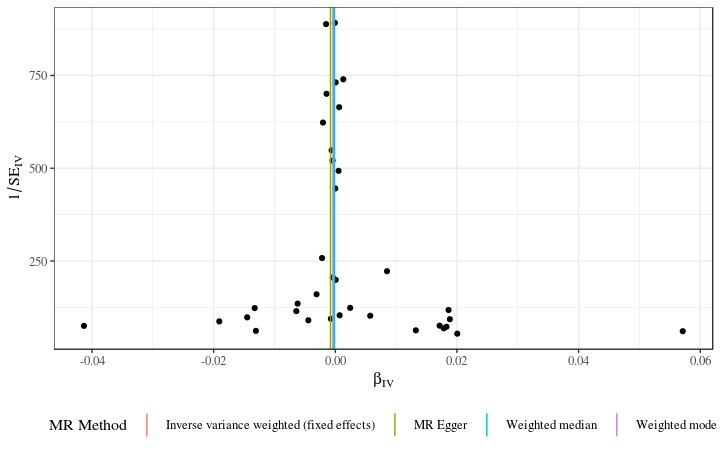 750
500
250
1/SE_IV
-0.04 -0.02 0.00 0.02 0.04 0.06
β_IV
MR Method Inverse variance weighted (fixed effects) MR Egger Weighted median Weighted mode